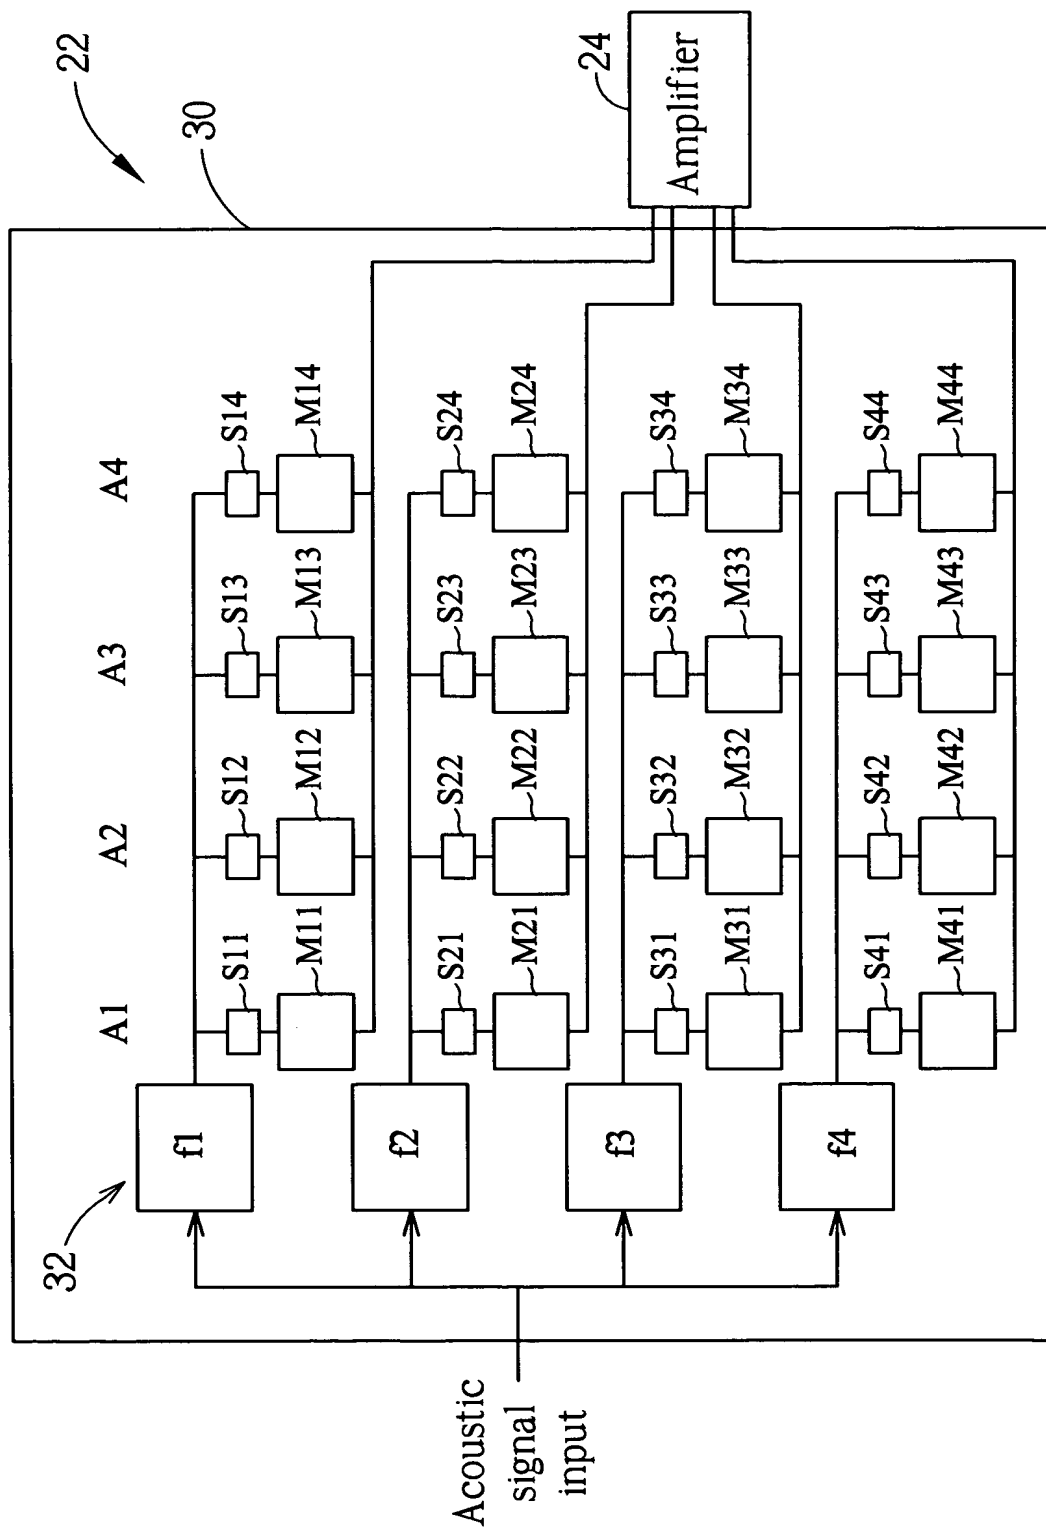 22
30
32
A1 A2 A3 A4
Acoustic
signal
input
f1
S11 S12 S13 S14
M11 M12 M13 M14
f2
S21 S22 S23 S24
M21 M22 M23 M24
f3
S31 S32 S33 S34
M31 M32 M33 M34
f4
S41 S42 S43 S44
M41 M42 M43 M44
24
Amplifier